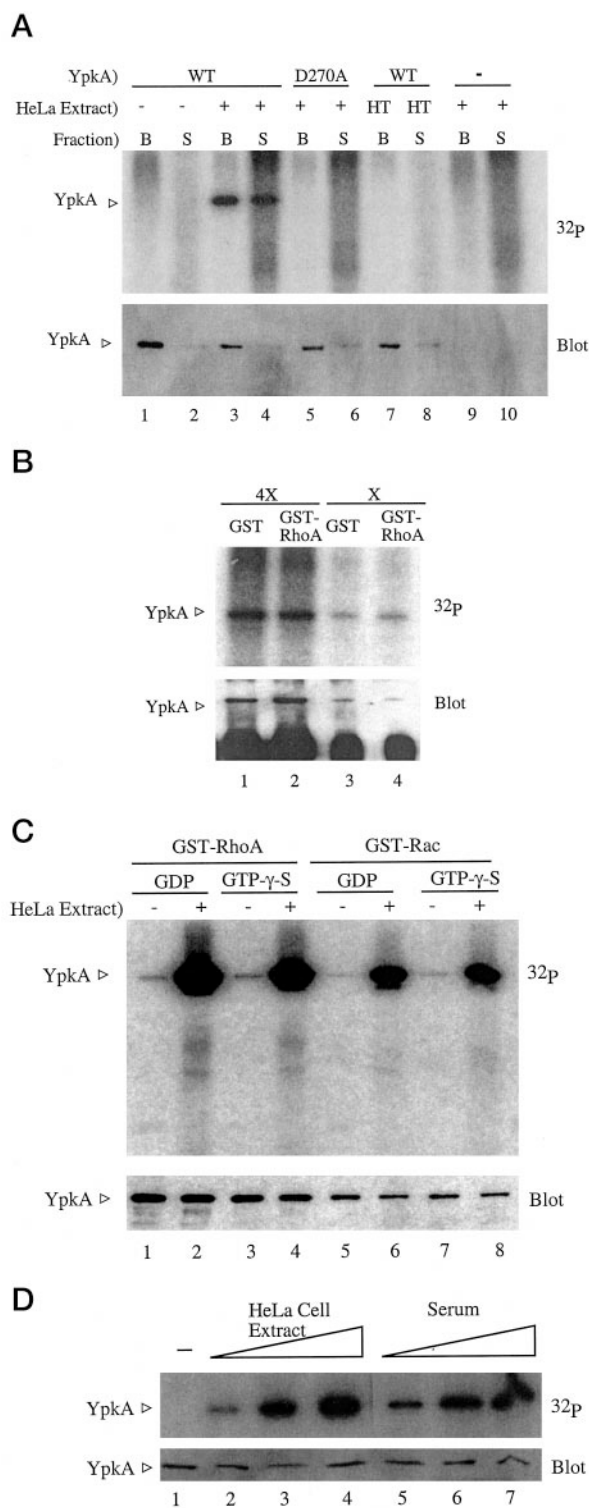 A
YpkA) WT D270A WT -
HeLa Extract) - - + + + + HT HT + +
Fraction) B S B S B S B S B S
YpkA ▷ 32P
YpkA ▷ Blot
1 2 3 4 5 6 7 8 9 10
B
4X X
GST GST-RhoA GST GST-RhoA
YpkA ▷ 32P
YpkA ▷ Blot
1 2 3 4
C
GST-RhoA GST-Rac
GDP GTP-γ-S GDP GTP-γ-S
HeLa Extract) - + - + - + - +
YpkA ▷ 32P
YpkA ▷ Blot
1 2 3 4 5 6 7 8
D
HeLa Cell Extract Serum
—
YpkA ▷ 32P
YpkA ▷ Blot
1 2 3 4 5 6 7